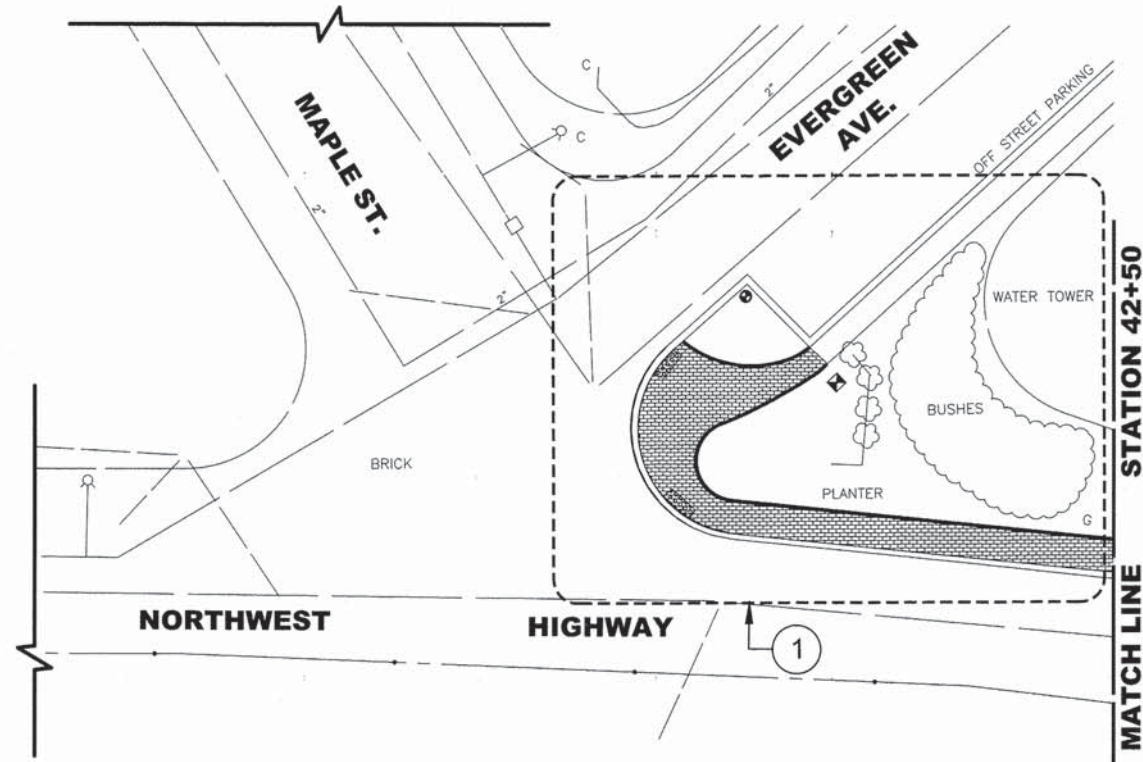 C
C
2"
EVERGREEN
AVE.
MAPLE ST.
OFF STREET PARKING
2"
2"
WATER TOWER
STATION 42+50
BUSHES
BRICK
PLANTER
G
NORTHWEST
HIGHWAY
1
MATCH LINE